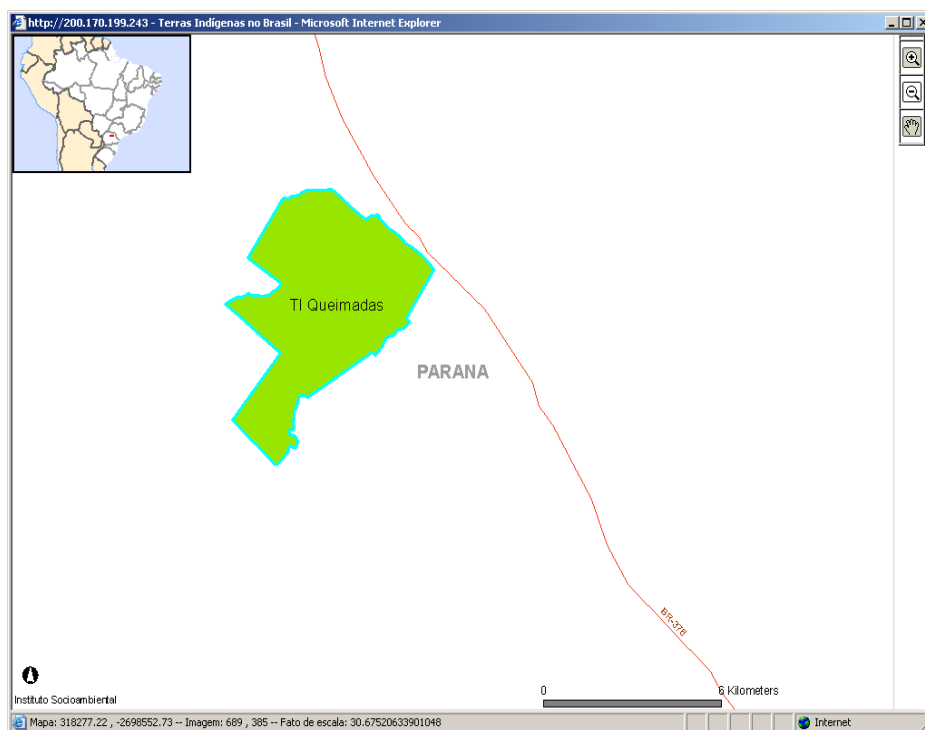 http://200.170.199.243 - Terras Indígenas no Brasil - Microsoft Internet Explorer
TI Queimadas
PARANA
BR-376
0 6 Kilometers
Instituto Socioambiental
Mapa: 318277.22 , -2698552.73 -- Imagem: 689 , 385 -- Fato de escala: 30.67520633901048
Internet